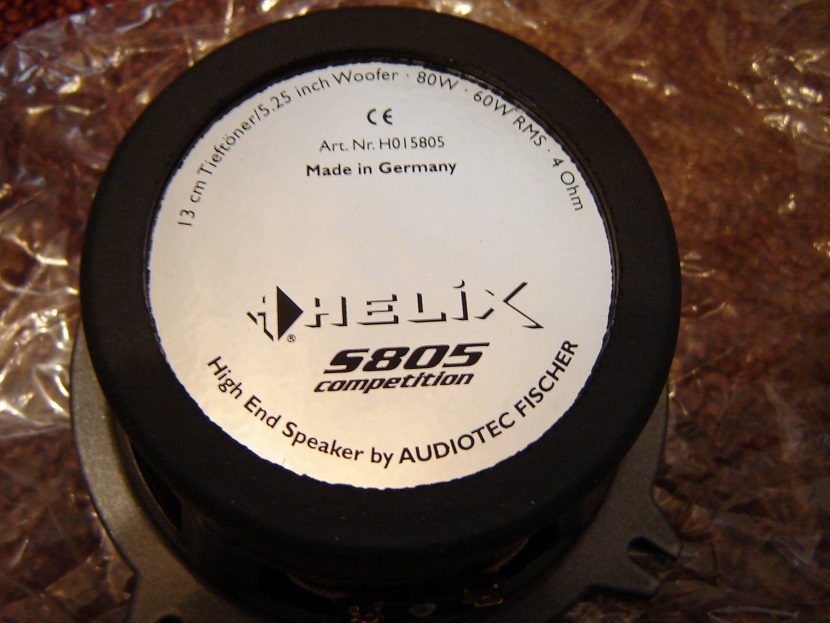 13 cm Tieftöner/5.25 inch Woofer · 80W · 60W RMS · 4 Ohm
CE
Art. Nr. H015805
Made in Germany
HELiX
®
S805
competition
High End Speaker by AUDIOTEC FISCHER